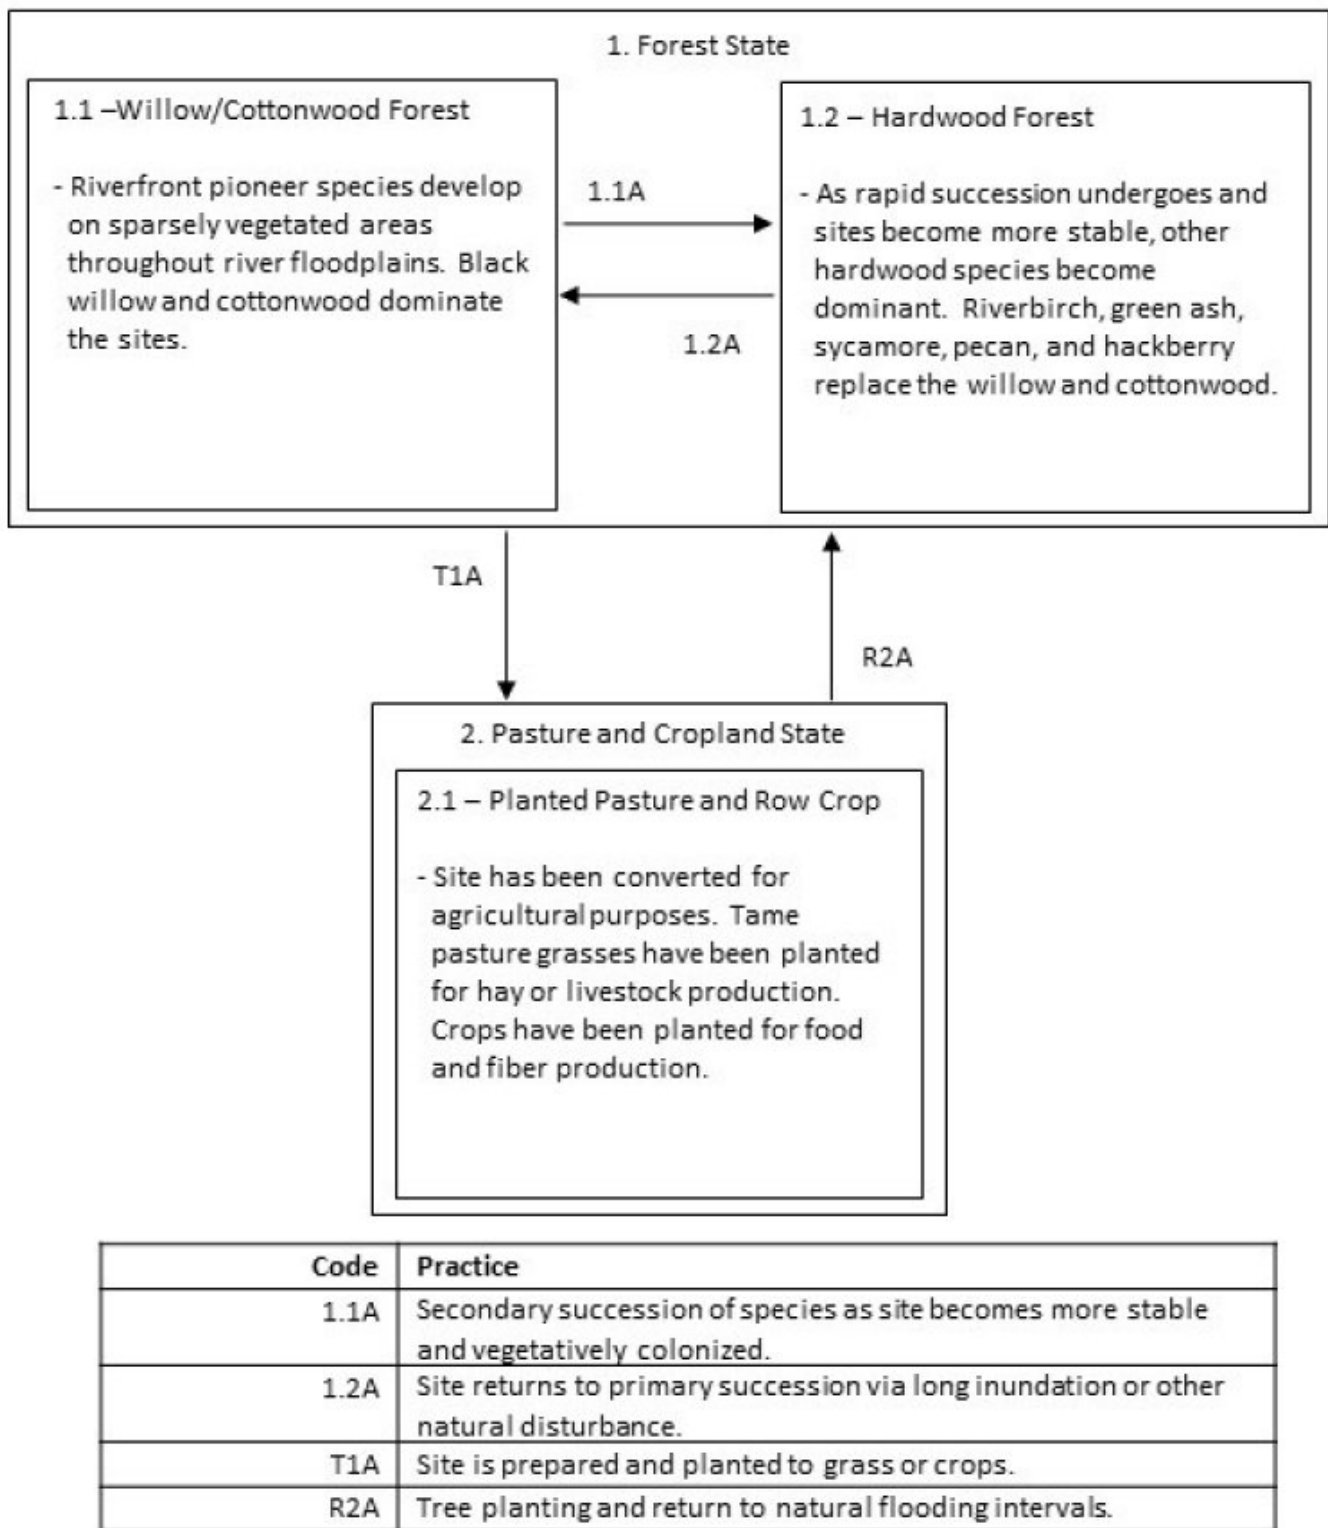 1. Forest State
1.1 –Willow/Cottonwood Forest
- Riverfront pioneer species develop
on sparsely vegetated areas
throughout river floodplains. Black
willow and cottonwood dominate
the sites.
1.1A
1.2A
1.2 – Hardwood Forest
- As rapid succession undergoes and
sites become more stable, other
hardwood species become
dominant. Riverbirch, green ash,
sycamore, pecan, and hackberry
replace the willow and cottonwood.
T1A
R2A
2. Pasture and Cropland State
2.1 – Planted Pasture and Row Crop
- Site has been converted for
agricultural purposes. Tame
pasture grasses have been planted
for hay or livestock production.
Crops have been planted for food
and fiber production.
Code Practice
1.1A Secondary succession of species as site becomes more stable
and vegetatively colonized.
1.2A Site returns to primary succession via long inundation or other
natural disturbance.
T1A Site is prepared and planted to grass or crops.
R2A Tree planting and return to natural flooding intervals.